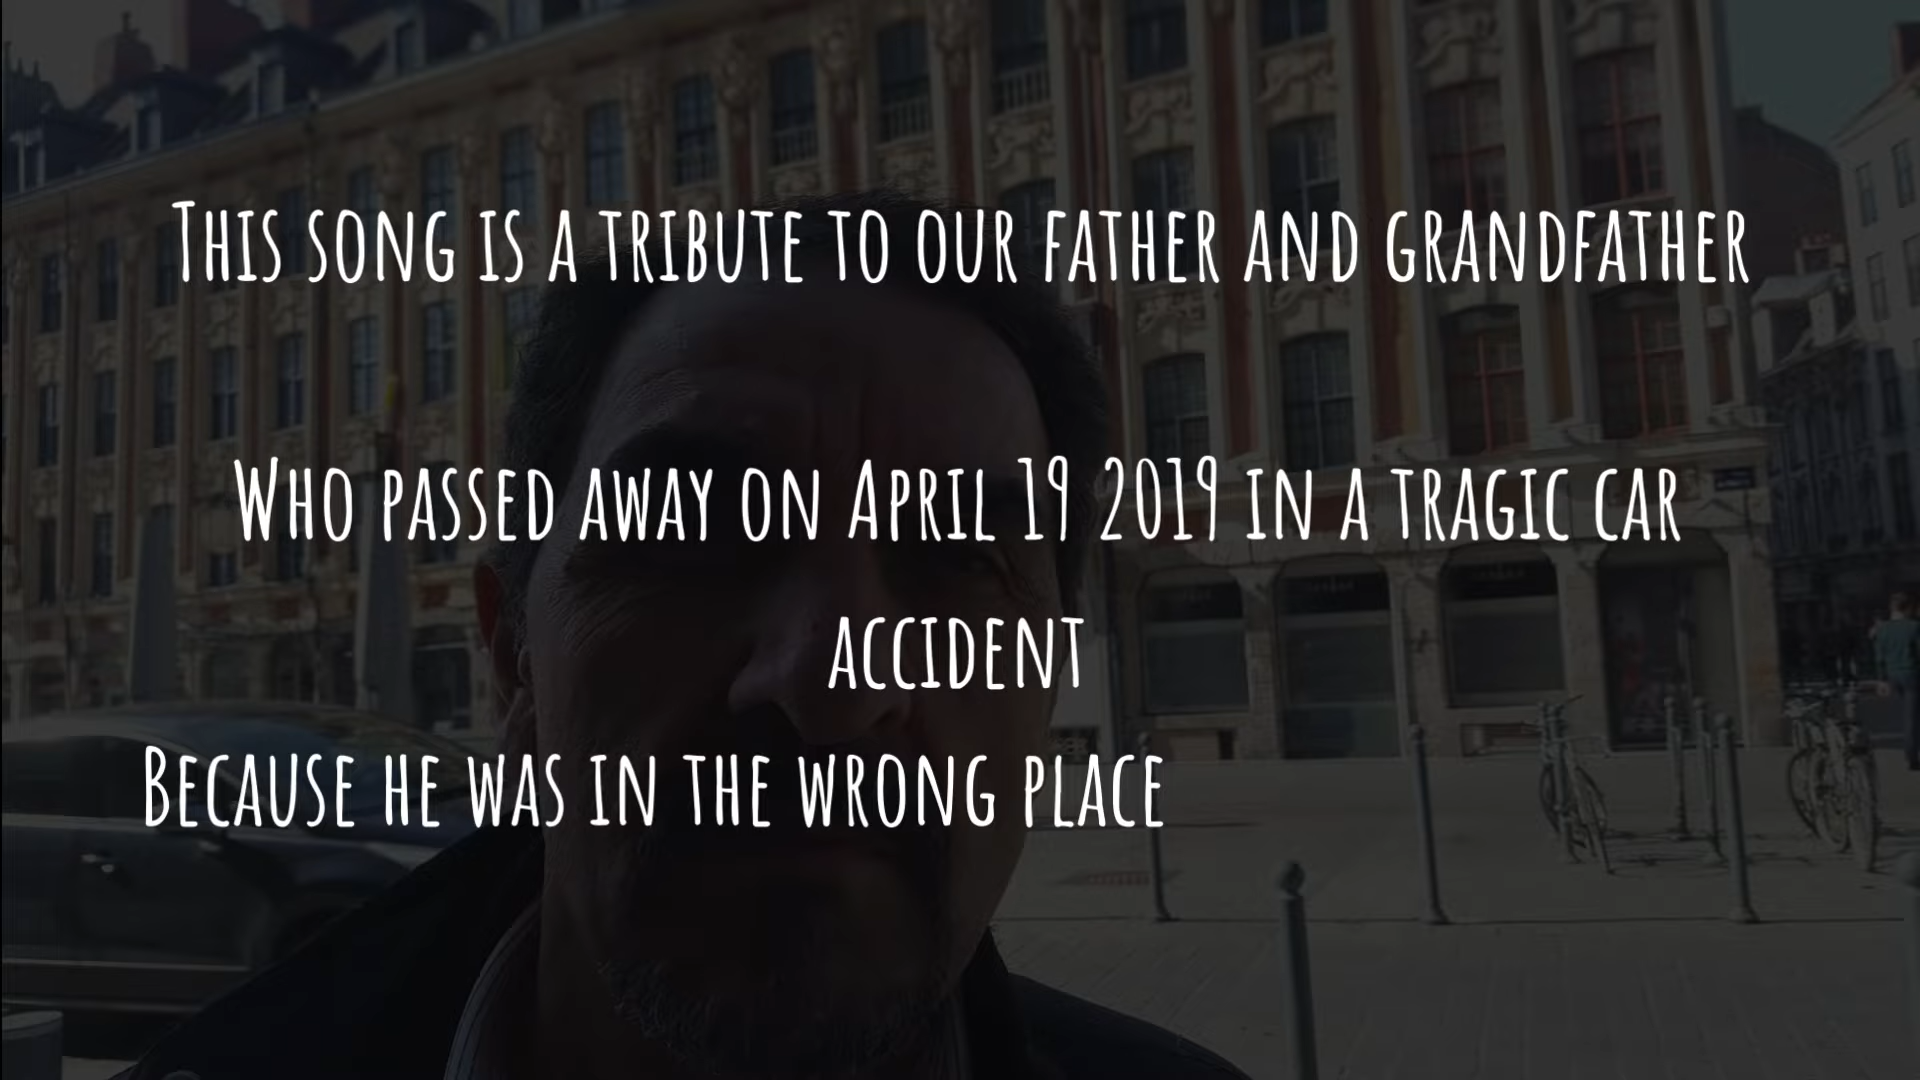 This song is a tribute to our father and grandfather
Who passed away on April 19 2019 in a tragic car
accident
Because he was in the wrong place